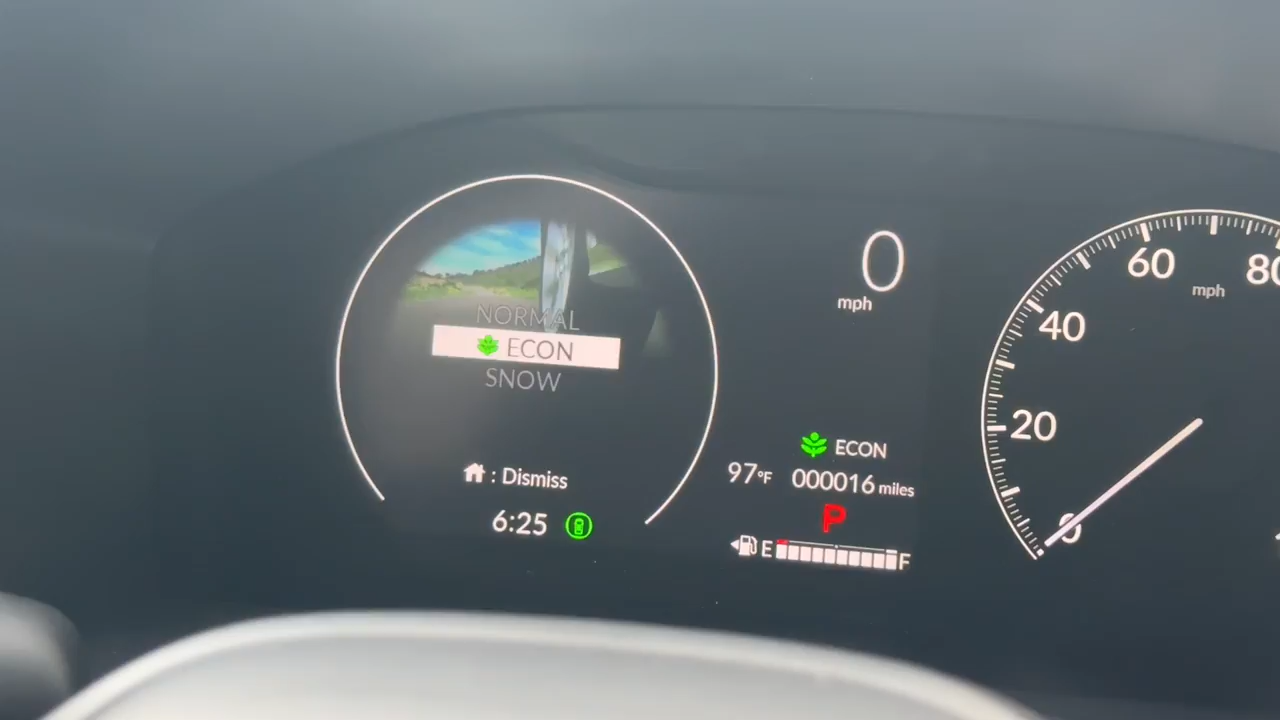 NORMAL
ECON
SNOW
: Dismiss
6:25
0
mph
ECON
97°F 000016 miles
P
E F
0
20
40
60
80
mph